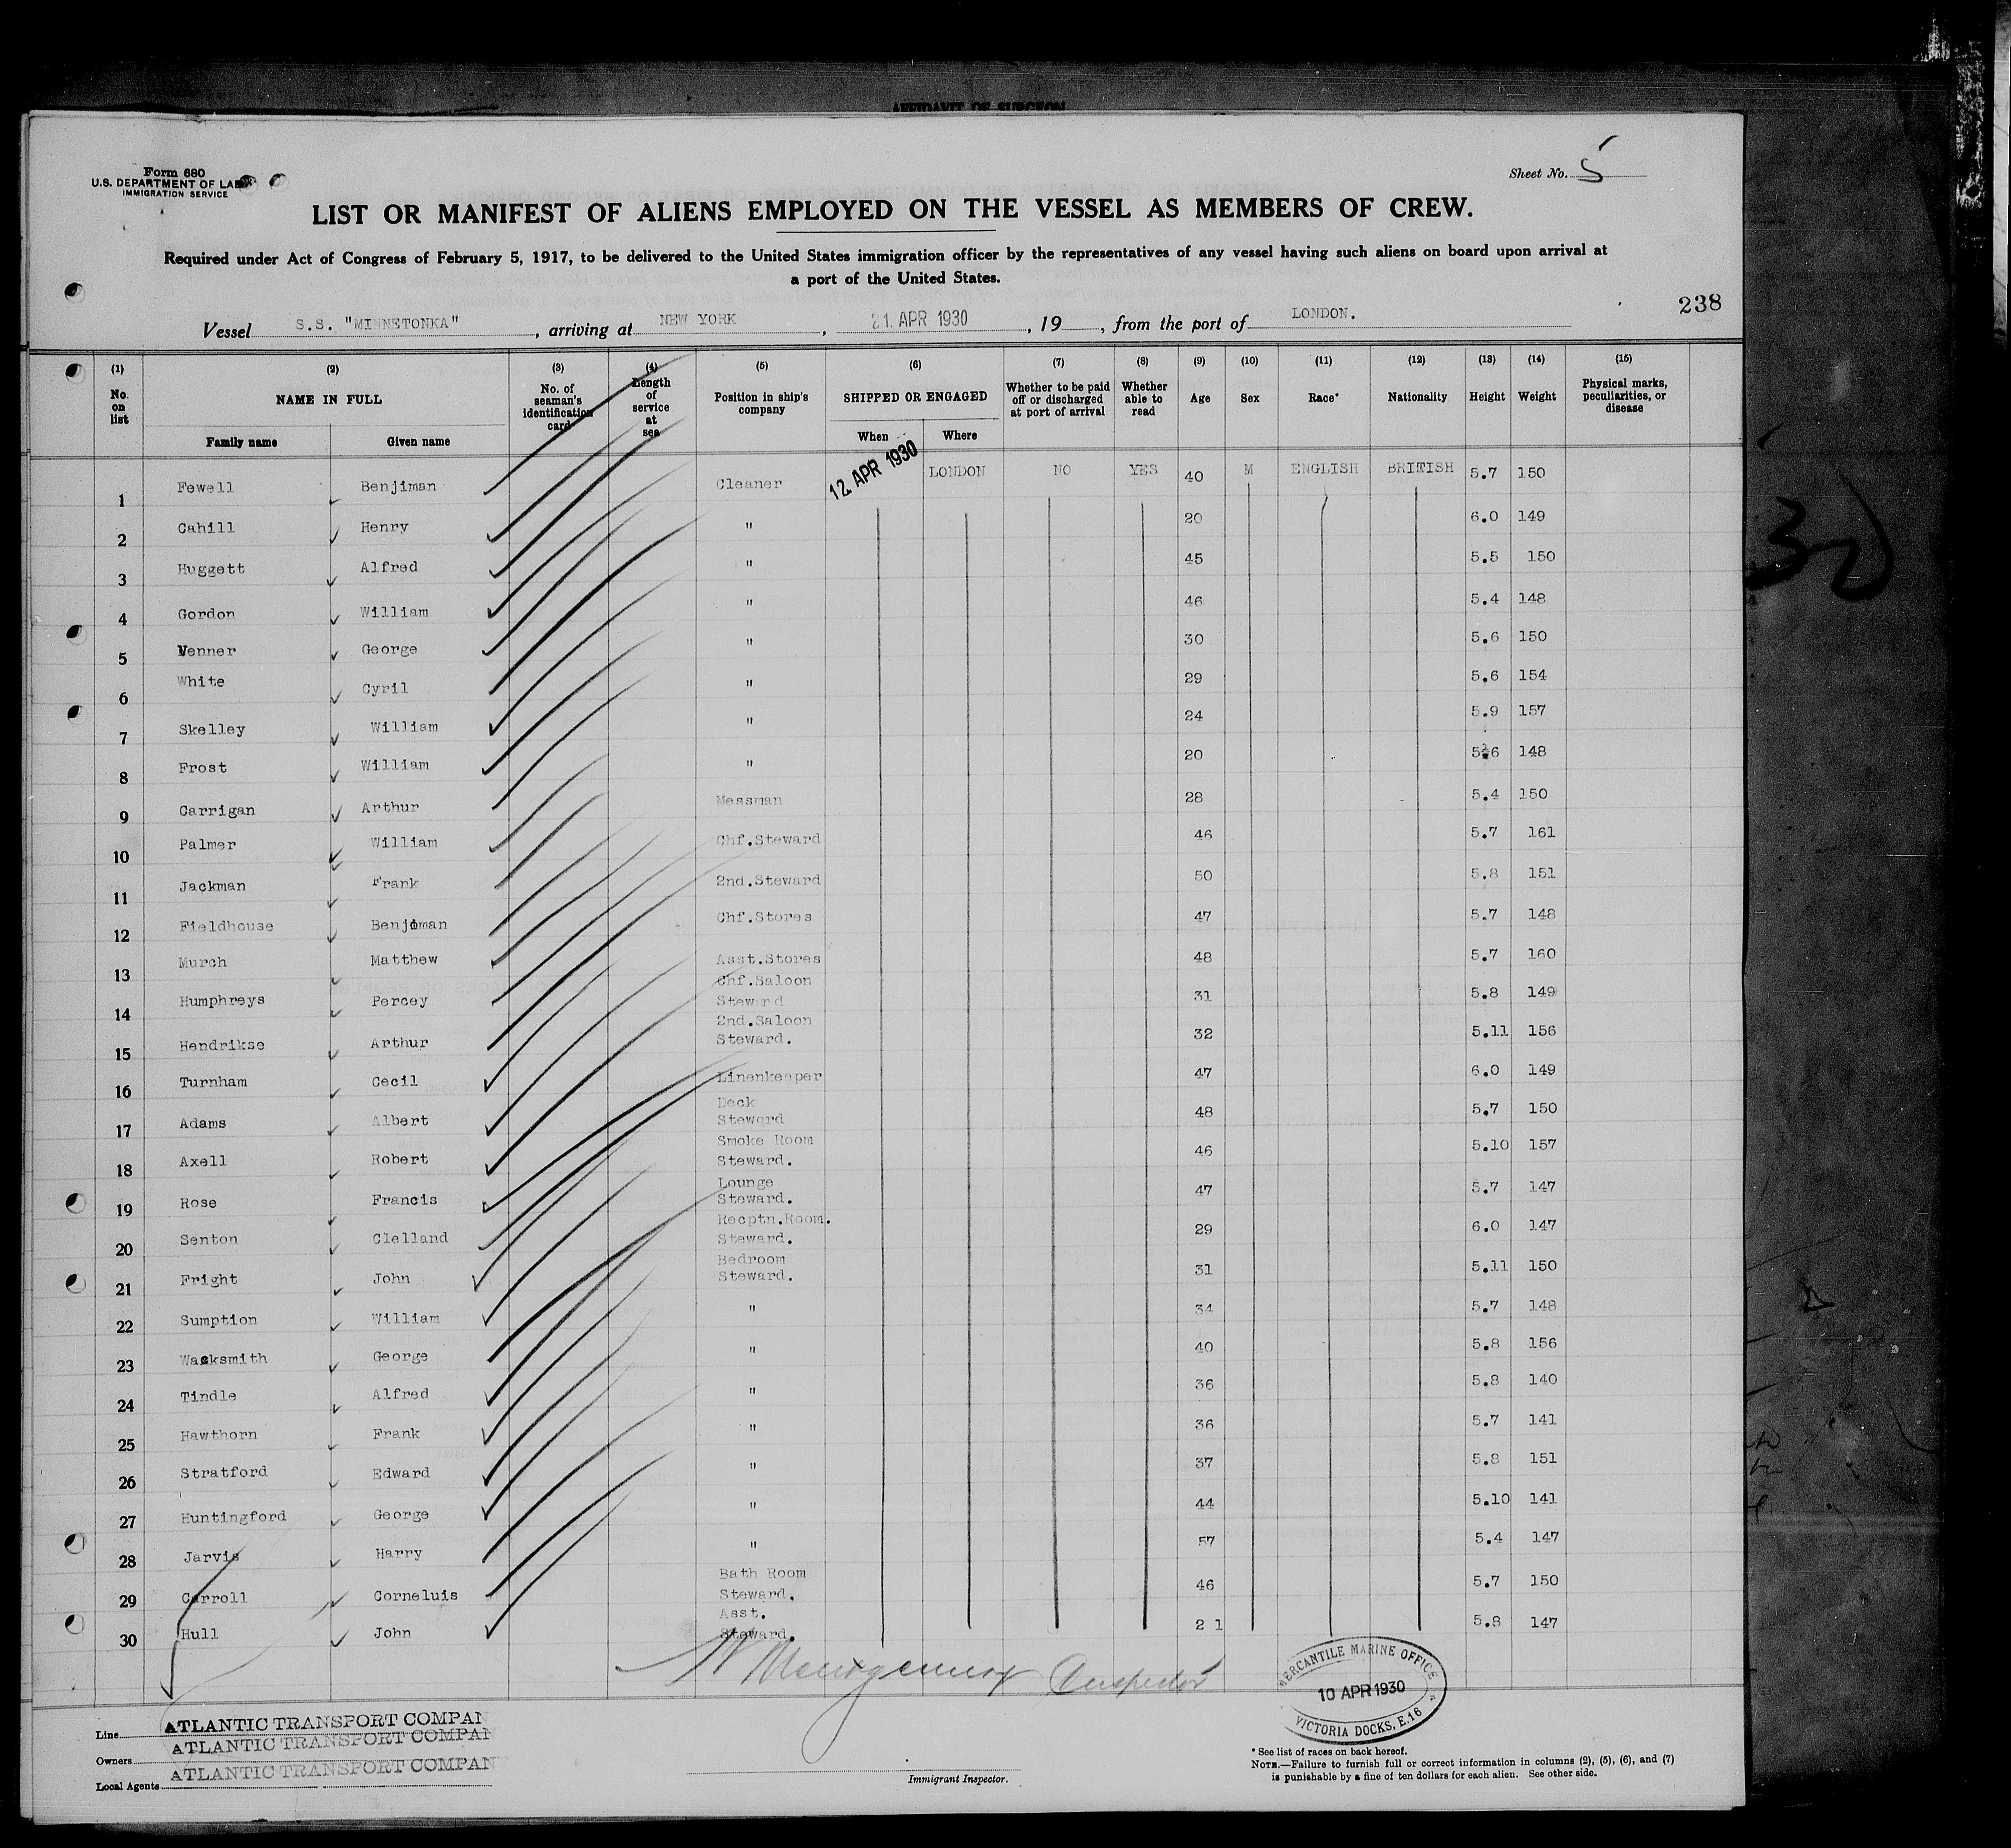 AFFIDAVIT OF SURGEON
Form 680
U.S. DEPARTMENT OF LABOR
IMMIGRATION SERVICE
Sheet No. 5
LIST OR MANIFEST OF ALIENS EMPLOYED ON THE VESSEL AS MEMBERS OF CREW.
Required under Act of Congress of February 5, 1917, to be delivered to the United States immigration officer by the representatives of any vessel having such aliens on board upon arrival at
a port of the United States.
238
Vessel S.S. "MINNETONKA", arriving at NEW YORK, 21 APR 1930, 19, from the port of LONDON.
(1) No. on list
(2) NAME IN FULL Family name Given name
(3) No. of seaman's identification card
(4) Length of service at sea
(5) Position in ship's company
(6) SHIPPED OR ENGAGED When Where
(7) Whether to be paid off or discharged at port of arrival
(8) Whether able to read
(9) Age
(10) Sex
(11) Race*
(12) Nationality
(13) Height
(14) Weight
(15) Physical marks, peculiarities, or disease
1 Fewell Benjiman Cleaner 12 APR 1930 LONDON NO YES 40 M ENGLISH BRITISH 5.7 150
2 Cahill Henry " 20 6.0 149
3 Huggett Alfred " 45 5.5 150
4 Gordon William " 46 5.4 148
5 Venner George " 30 5.6 150
6 White Cyril " 29 5.6 154
7 Skelley William " 24 5.9 157
8 Frost William " 20 5.6 148
9 Carrigan Arthur Messman 28 5.4 150
10 Palmer William Chf.Steward 46 5.7 161
11 Jackman Frank 2nd.Steward 50 5.8 151
12 Fieldhouse Benjiman Chf.Stores 47 5.7 148
13 Murch Matthew Asst.Stores 48 5.7 160
14 Humphreys Percey Chf.Saloon Steward 31 5.8 149
15 Hendrikse Arthur 2nd.Saloon Steward. 32 5.11 156
16 Turnham Cecil Linenkeeper 47 6.0 149
17 Adams Albert Deck Steward 48 5.7 150
18 Axell Robert Smoke Room Steward. 46 5.10 157
19 Rose Francis Lounge Steward. 47 5.7 147
20 Senton Clelland Recptn.Room. Steward. 29 6.0 147
21 Fright John Bedroom Steward. 31 5.11 150
22 Sumption William " 34 5.7 148
23 Wacksmith George " 40 5.8 156
24 Tindle Alfred " 36 5.8 140
25 Hawthorn Frank " 36 5.7 141
26 Stratford Edward " 37 5.8 151
27 Huntingford George " 44 5.10 141
28 Jarvis Harry " 57 5.4 147
29 Carroll Corneluis Bath Room Steward. 46 5.7 150
30 Hull John Asst. Steward. 2 1 5.8 147
Inspector
MERCANTILE MARINE OFFICE
10 APR 1930
VICTORIA DOCKS, E.16
Line ATLANTIC TRANSPORT COMPAN
Owners ATLANTIC TRANSPORT COMPAN
Local Agents ATLANTIC TRANSPORT COMPAN
Immigrant Inspector.
* See list of races on back hereof.
NOTE.—Failure to furnish full or correct information in columns (2), (5), (6), and (7)
is punishable by a fine of ten dollars for each alien. See other side.